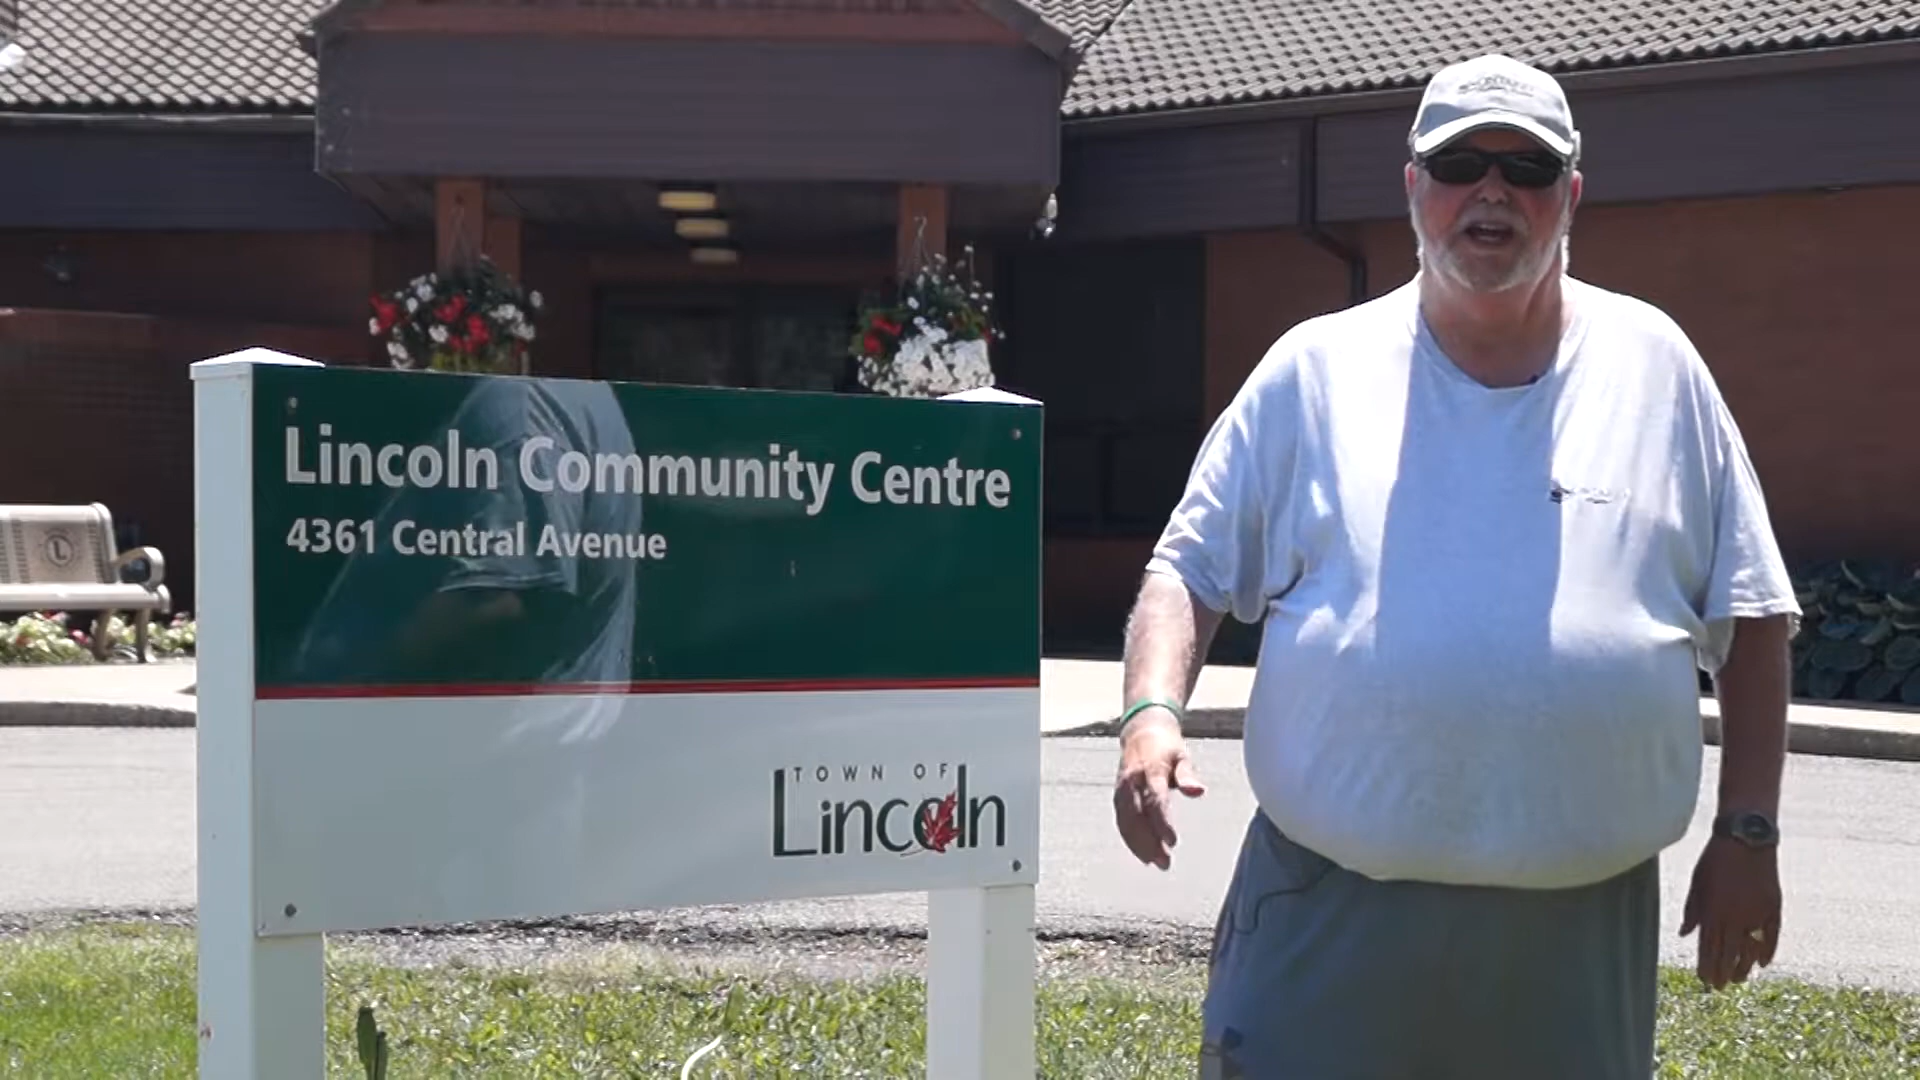 Lincoln Community Centre
4361 Central Avenue
TOWN OF
Lincoln
L